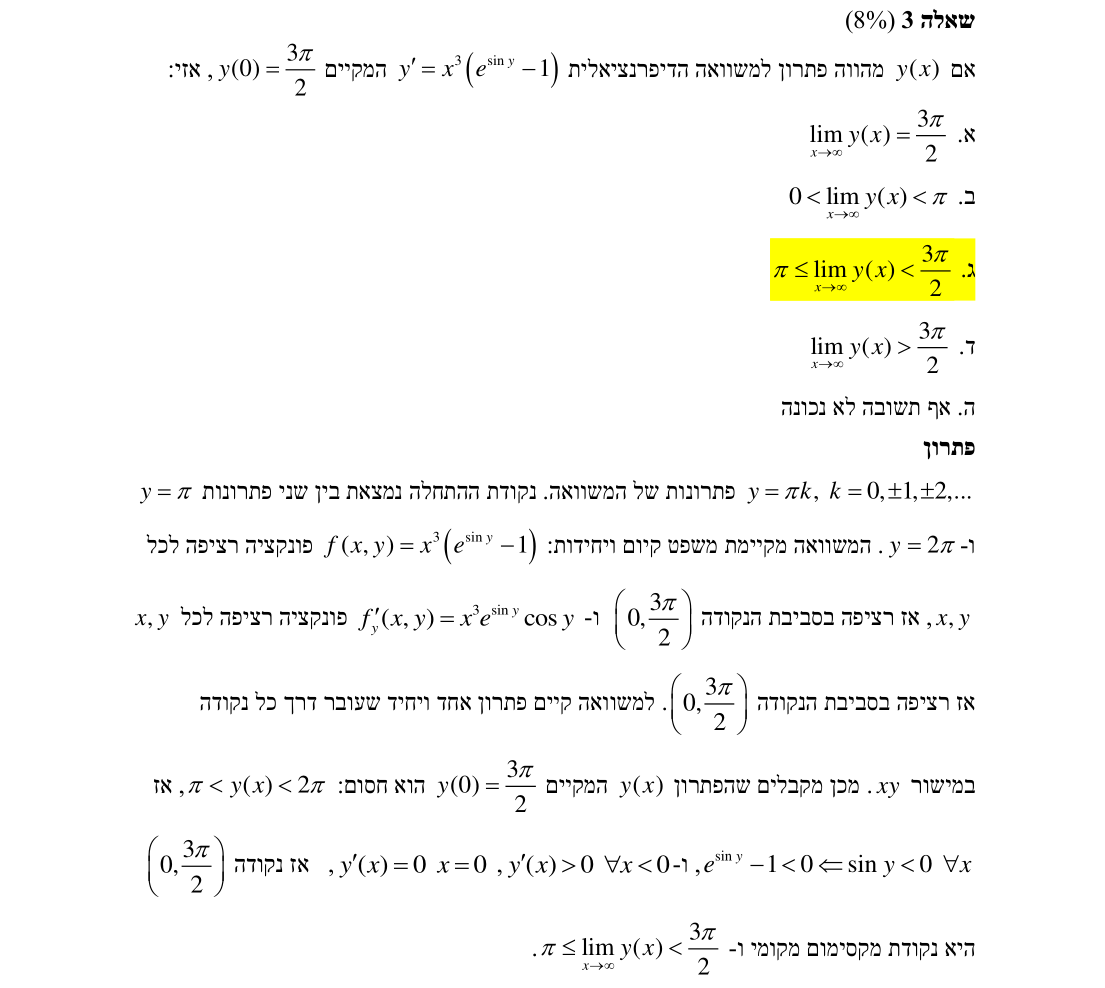 שאלה 3 (8%)
אם y(x) מהווה פתרון למשוואה הדיפרנציאלית y′ = x³(e^{sin y} − 1) המקיים y(0) = 3π/2 , אזי:
א. lim_{x→∞} y(x) = 3π/2
ב. 0 < lim_{x→∞} y(x) < π
ג. π ≤ lim_{x→∞} y(x) < 3π/2
ד. lim_{x→∞} y(x) > 3π/2
ה. אף תשובה לא נכונה
פתרון
y = πk, k = 0,±1,±2,... פתרונות של המשוואה. נקודת ההתחלה נמצאת בין שני פתרונות y = π
ו- y = 2π . המשוואה מקיימת משפט קיום ויחידות: f(x, y) = x³(e^{sin y} − 1) פונקציה רציפה לכל
x, y , אז רציפה בסביבת הנקודה (0, 3π/2) ו- f′_y(x, y) = x³e^{sin y} cos y פונקציה רציפה לכל x, y
אז רציפה בסביבת הנקודה (0, 3π/2). למשוואה קיים פתרון אחד ויחיד שעובר דרך כל נקודה
במישור xy . מכן מקבלים שהפתרון y(x) המקיים y(0) = 3π/2 הוא חסום: π < y(x) < 2π , אז
e^{sin y} − 1 < 0 ⇐ sin y < 0 ∀x , ו- y′(x) > 0 ∀x < 0 , y′(x) = 0 x = 0 , אז נקודה (0, 3π/2)
היא נקודת מקסימום מקומי ו- π ≤ lim_{x→∞} y(x) < 3π/2 .